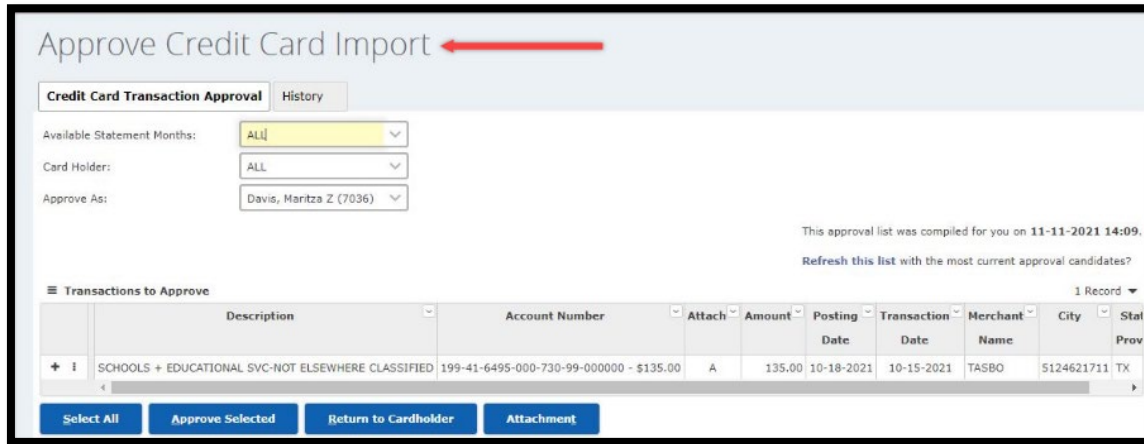 Approve Credit Card Import
Credit Card Transaction Approval History
Available Statement Months: ALL
Card Holder: ALL
Approve As: Davis, Maritza Z (7036)
This approval list was compiled for you on 11-11-2021 14:09.
Refresh this list with the most current approval candidates?
Transactions to Approve 1 Record
Description Account Number Attach Amount Posting Date Transaction Date Merchant Name City Stat Prov
SCHOOLS + EDUCATIONAL SVC-NOT ELSEWHERE CLASSIFIED 199-41-6495-000-730-99-000000 - $135.00 A 135.00 10-18-2021 10-15-2021 TASBO 5124621711 TX
Select All Approve Selected Return to Cardholder Attachment